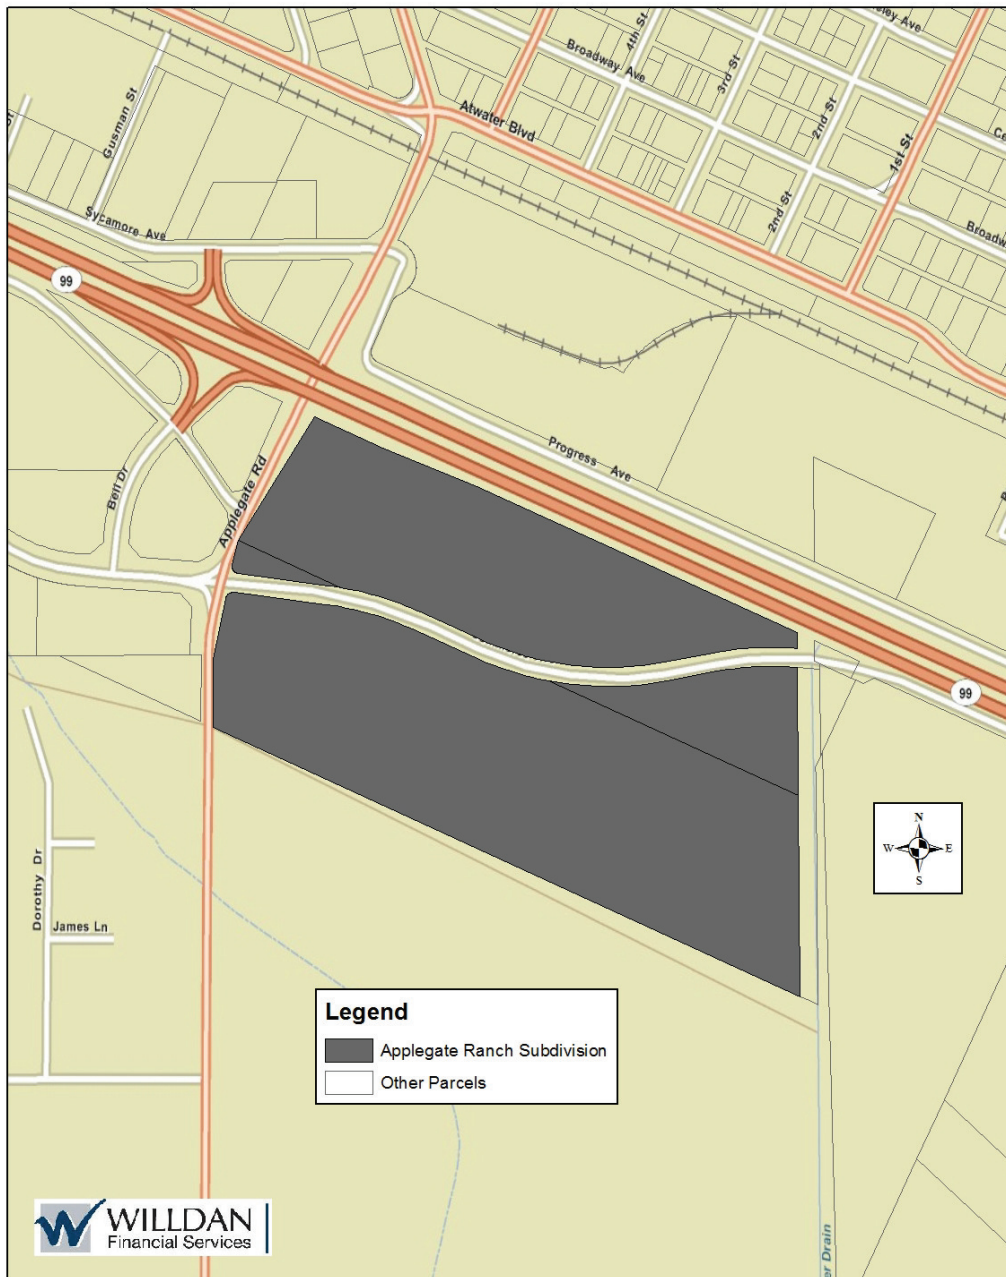 4th St
Broadway Ave
3rd St
2nd St
1st St
Gusman St
Atwater Blvd
2nd St
Sycamore Ave
99
Progress Ave
Bell Dr
Applegate Rd
99
N
W E
S
Dorothy Dr
James Ln
Legend
Applegate Ranch Subdivision
Other Parcels
WILLDAN
Financial Services
Drain